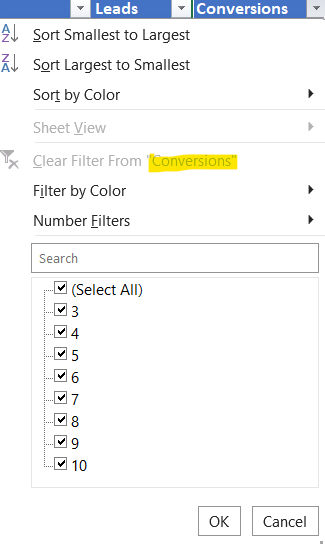 Leads Conversions
Sort Smallest to Largest
Sort Largest to Smallest
Sort by Color
Sheet View
Clear Filter From "Conversions"
Filter by Color
Number Filters
Search
(Select All)
3
4
5
6
7
8
9
10
OK Cancel